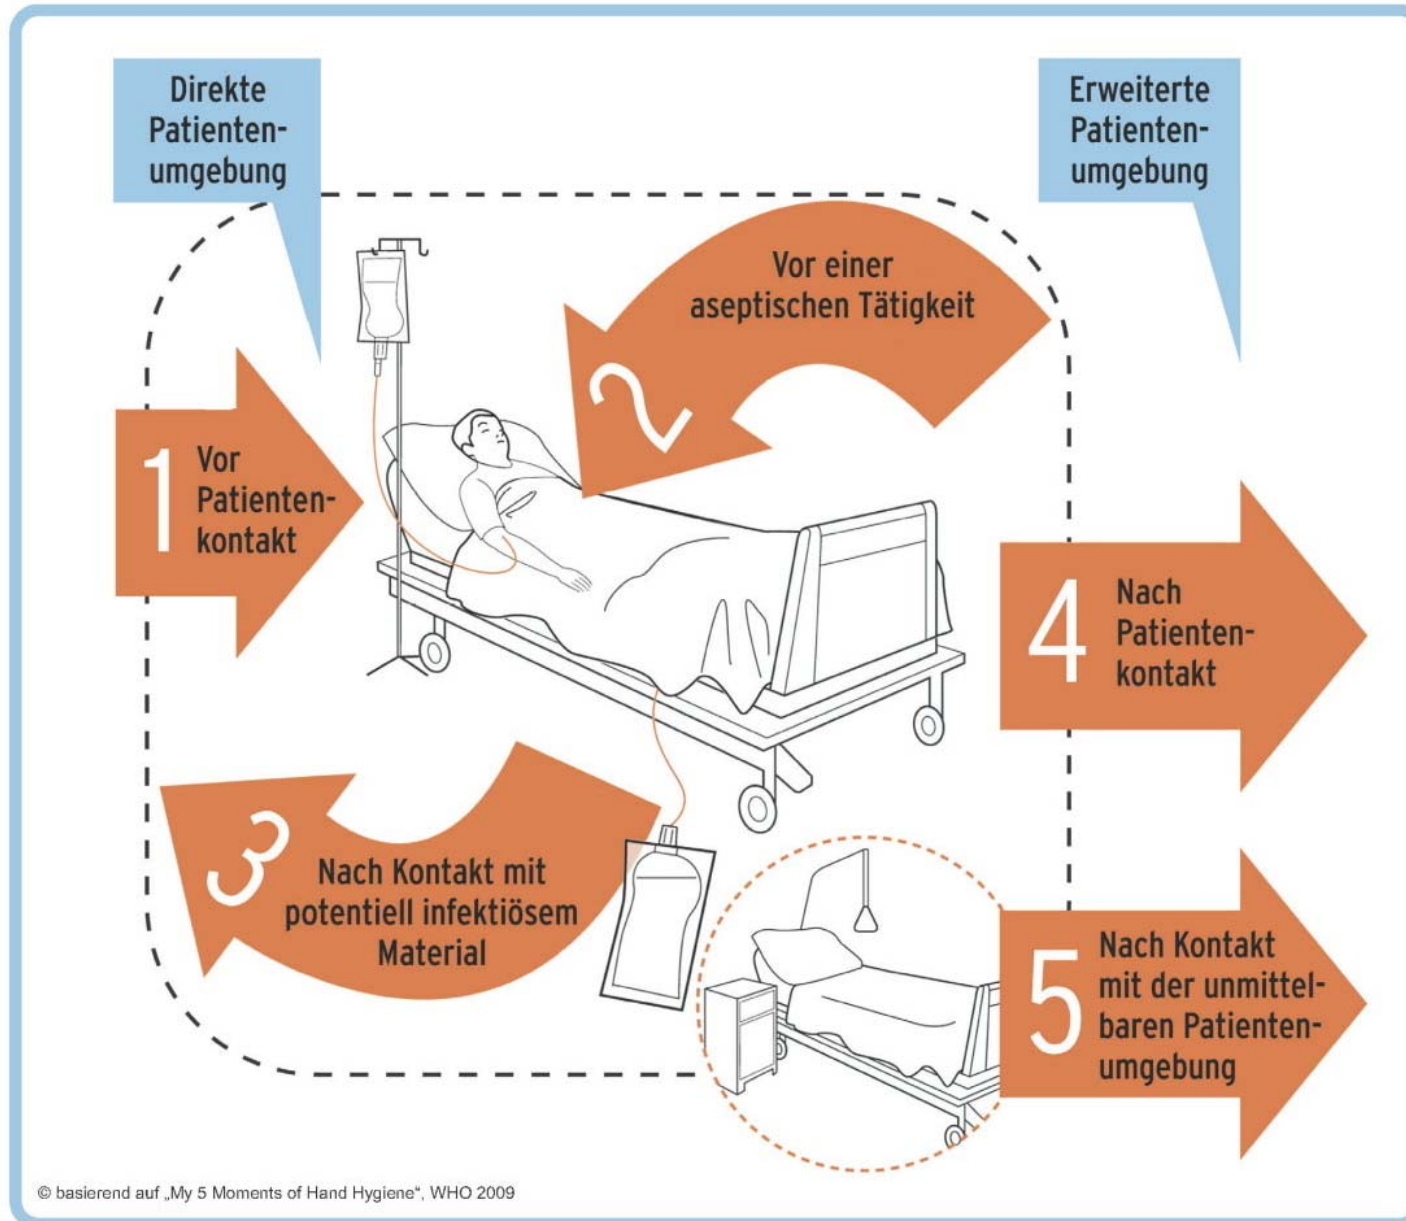 Direkte
Patienten-
umgebung
Erweiterte
Patienten-
umgebung
Vor einer
aseptischen Tätigkeit
2
1
Vor
Patienten-
kontakt
4
Nach
Patienten-
kontakt
3
Nach Kontakt mit
potentiell infektiösem
Material
5
Nach Kontakt
mit der unmittel-
baren Patienten-
umgebung
© basierend auf „My 5 Moments of Hand Hygiene“, WHO 2009